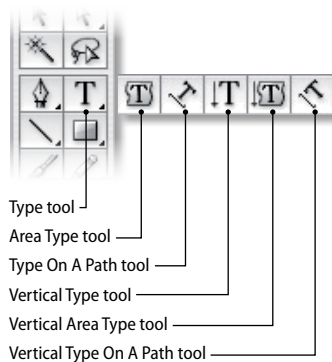 T T T T T
Type tool
Area Type tool
Type On A Path tool
Vertical Type tool
Vertical Area Type tool
Vertical Type On A Path tool